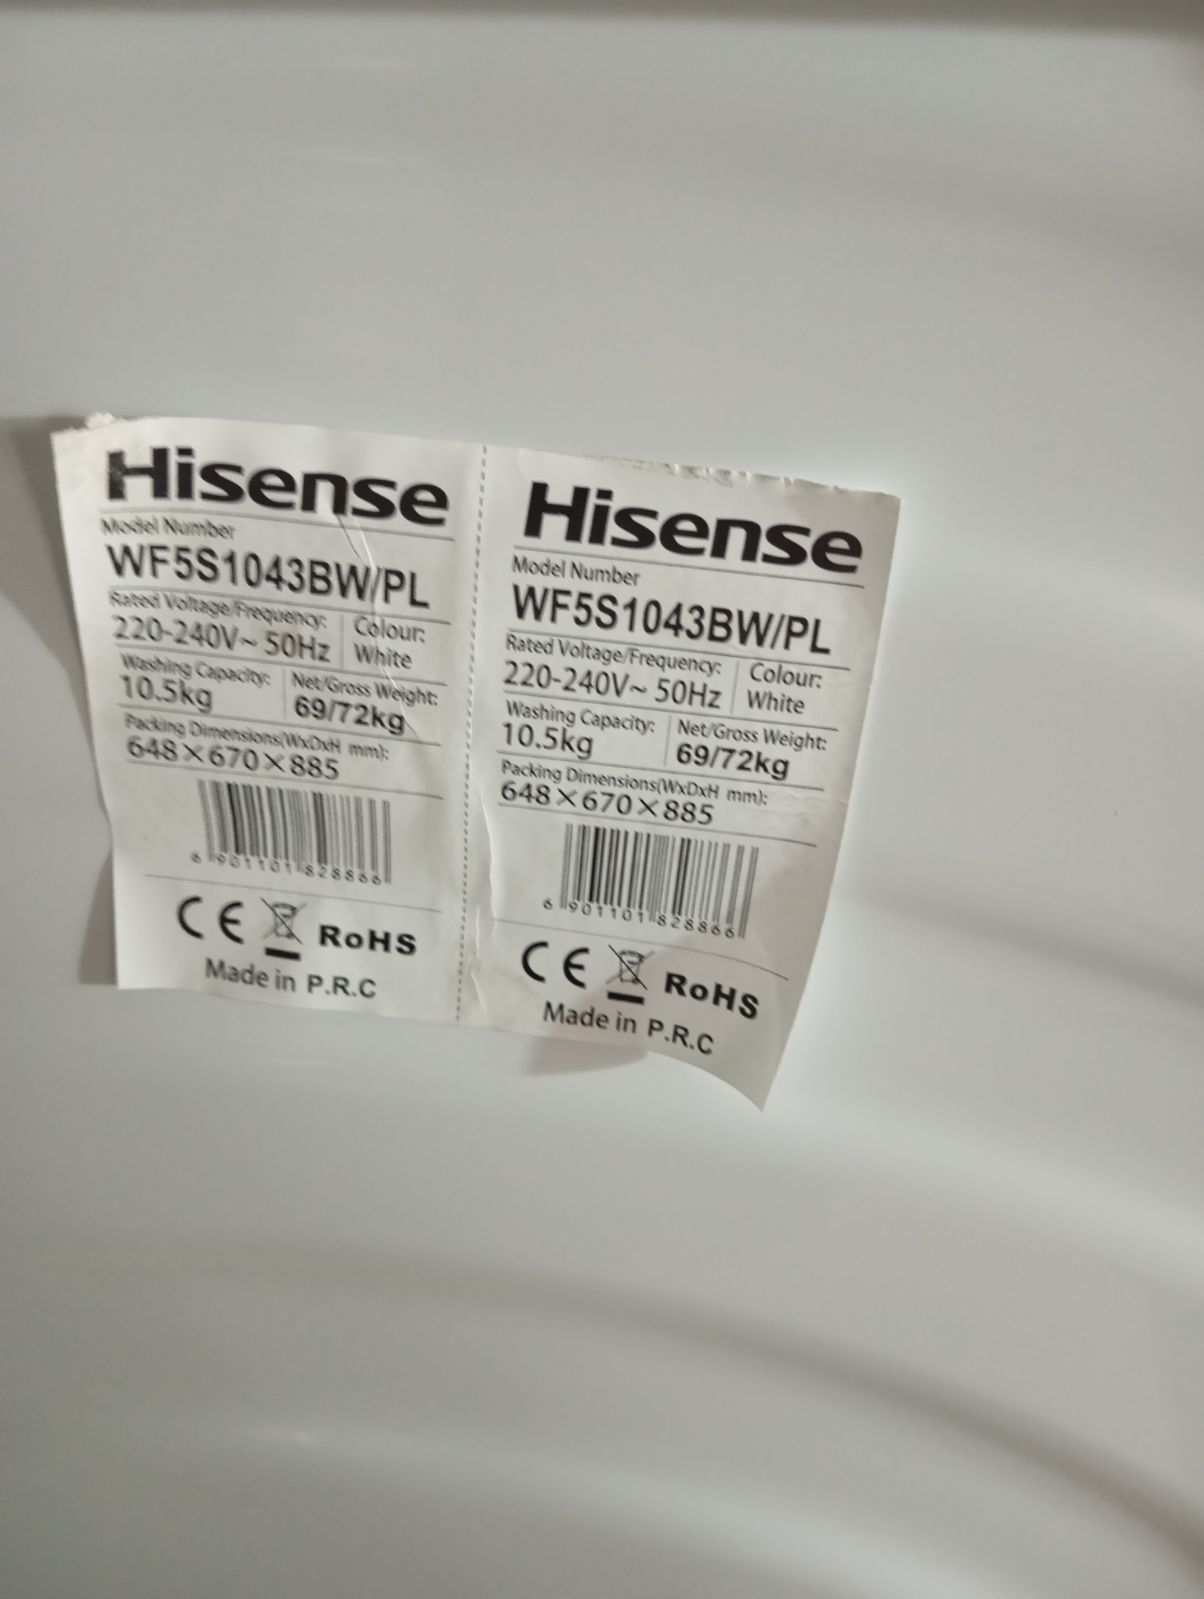 Hisense
Model Number
WF5S1043BW/PL
Rated Voltage/Frequency:
220-240V~ 50Hz
Colour:
White
Washing Capacity:
10.5kg
Net/Gross Weight:
69/72kg
Packing Dimensions(WxDxH mm):
648×670×885
6 901101 828866
CE RoHS
Made in P.R.C
Hisense
Model Number
WF5S1043BW/PL
Rated Voltage/Frequency:
220-240V~ 50Hz
Colour:
White
Washing Capacity:
10.5kg
Net/Gross Weight:
69/72kg
Packing Dimensions(WxDxH mm):
648×670×885
6 901101 828866
CE RoHS
Made in P.R.C